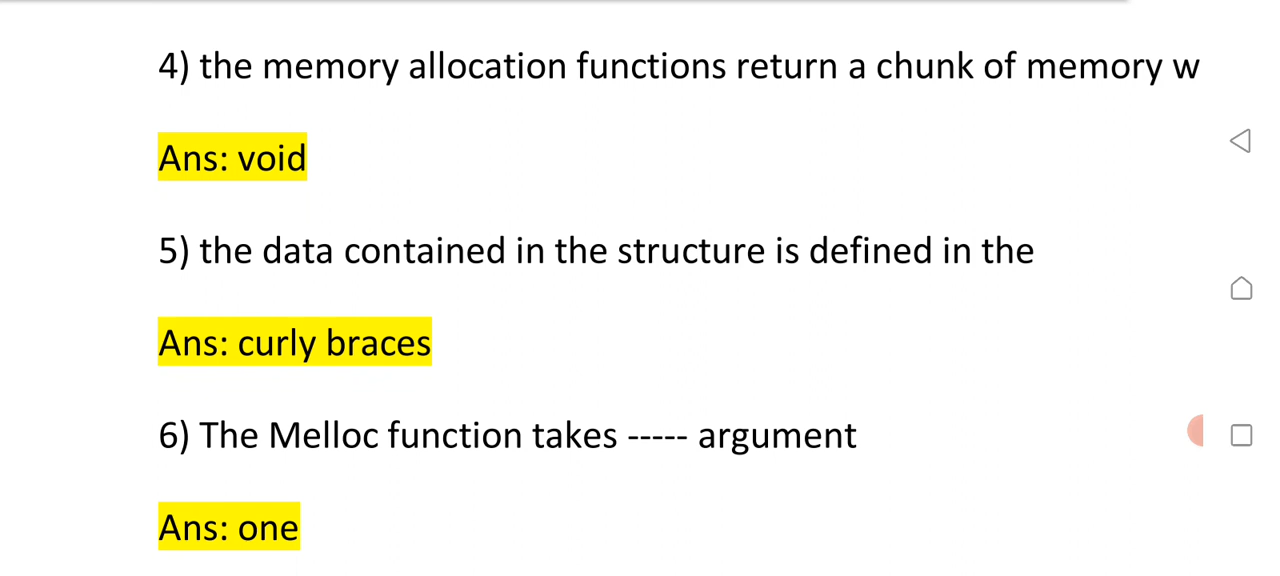 4) the memory allocation functions return a chunk of memory w
Ans: void
5) the data contained in the structure is defined in the
Ans: curly braces
6) The Melloc function takes ----- argument
Ans: one